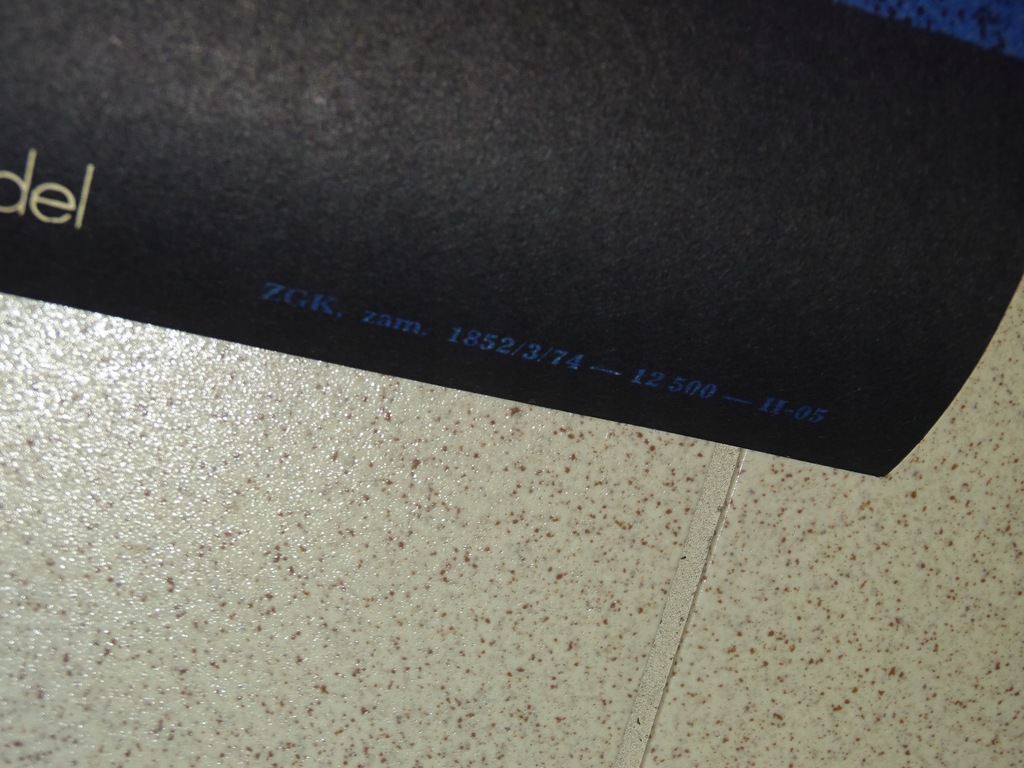 del
ZGK, zam. 1852/3/74 — 12 500 — H-05